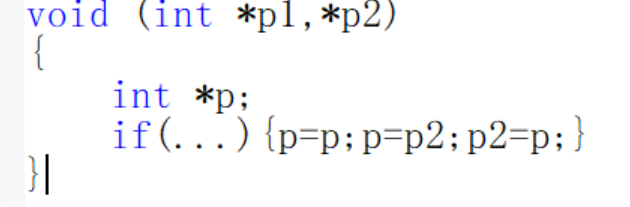 void (int *p1,*p2)
{
int *p;
if(...){p=p;p=p2;p2=p;}
}